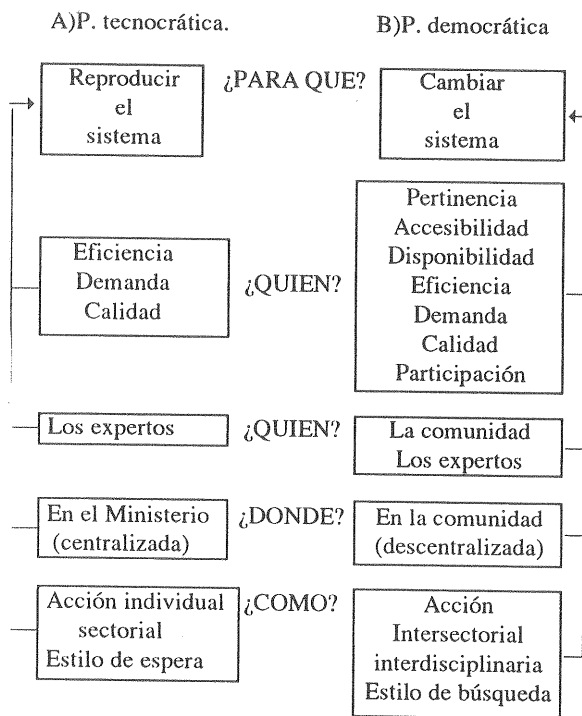 A)P. tecnocrática.
B)P. democrática
Reproducir
el
sistema
¿PARA QUE?
Cambiar
el
sistema
Eficiencia
Demanda
Calidad
¿QUIEN?
Pertinencia
Accesibilidad
Disponibilidad
Eficiencia
Demanda
Calidad
Participación
Los expertos
¿QUIEN?
La comunidad
Los expertos
En el Ministerio
(centralizada)
¿DONDE?
En la comunidad
(descentralizada)
Acción individual
sectorial
Estilo de espera
¿COMO?
Acción
Intersectorial
interdisciplinaria
Estilo de búsqueda